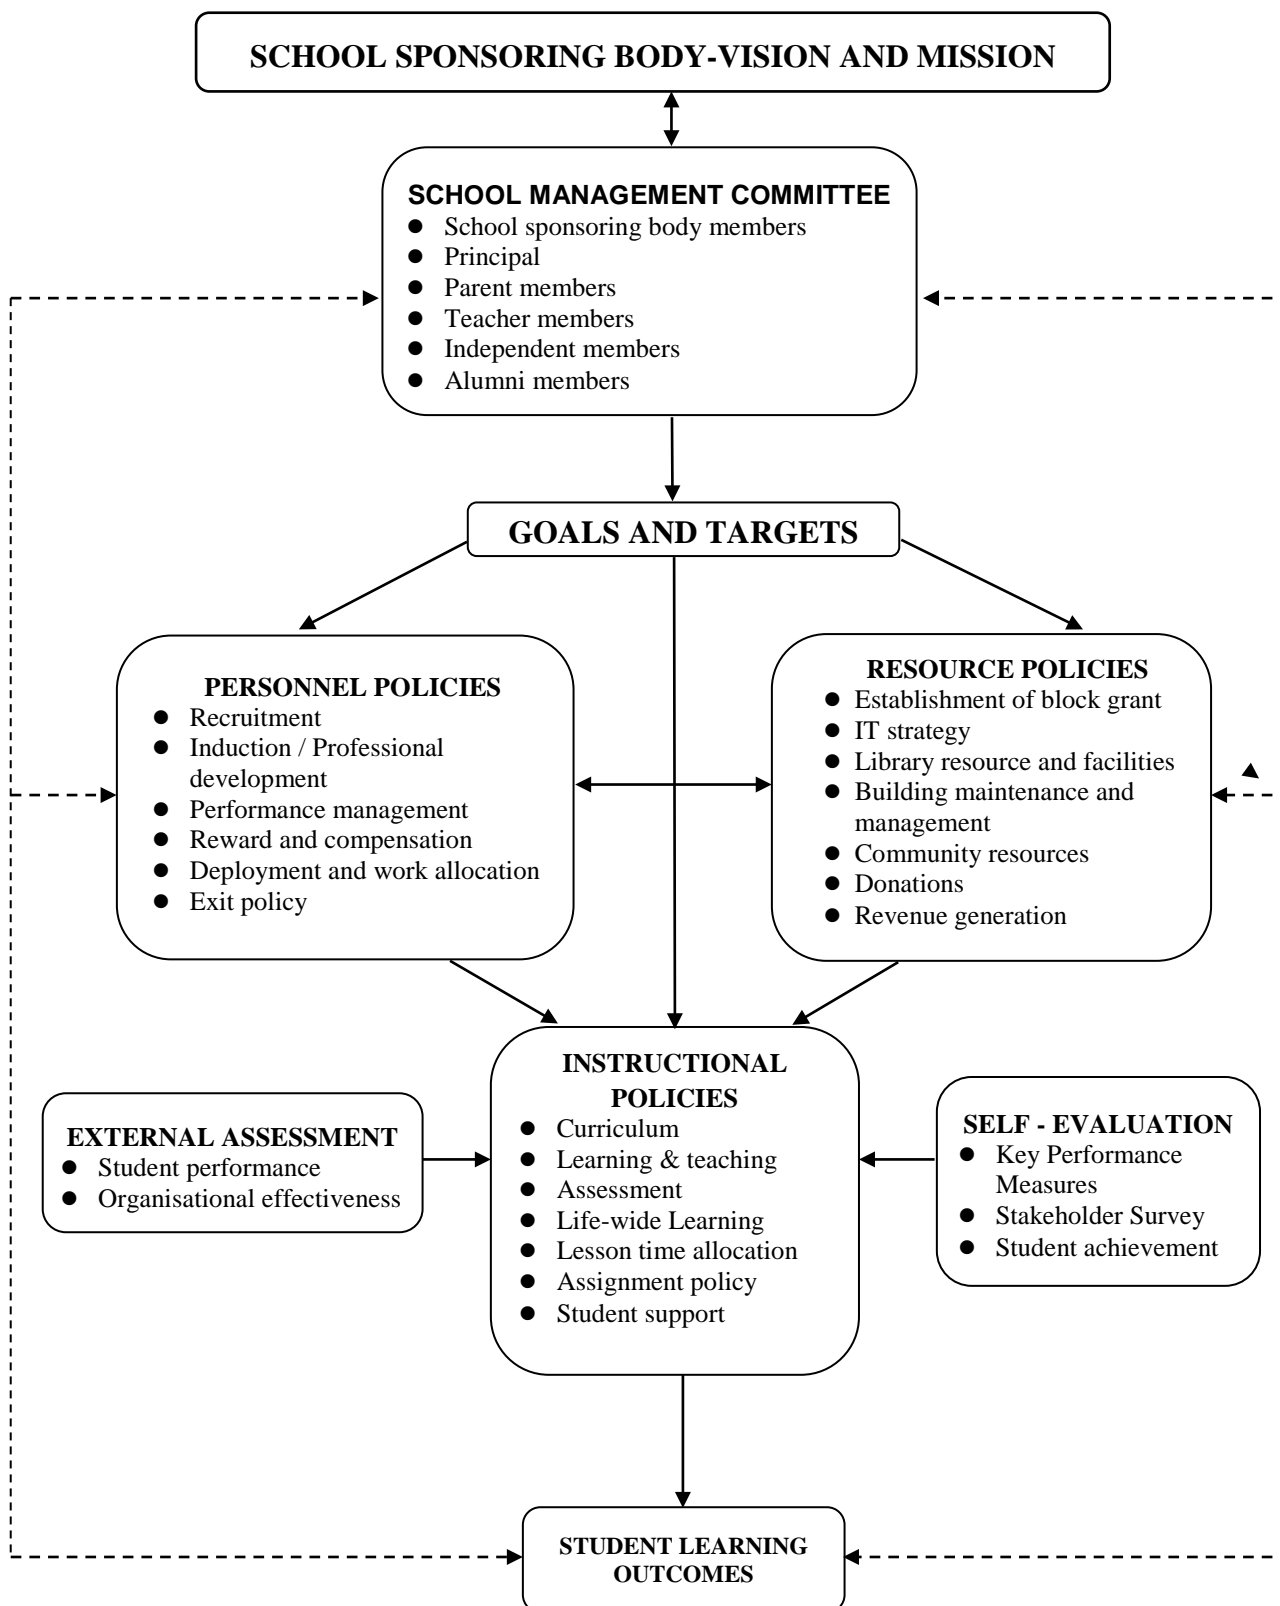 SCHOOL SPONSORING BODY-VISION AND MISSION
SCHOOL MANAGEMENT COMMITTEE
● School sponsoring body members
● Principal
● Parent members
● Teacher members
● Independent members
● Alumni members
GOALS AND TARGETS
PERSONNEL POLICIES
● Recruitment
● Induction / Professional
development
● Performance management
● Reward and compensation
● Deployment and work allocation
● Exit policy
RESOURCE POLICIES
● Establishment of block grant
● IT strategy
● Library resource and facilities
● Building maintenance and
management
● Community resources
● Donations
● Revenue generation
INSTRUCTIONAL
POLICIES
● Curriculum
● Learning & teaching
● Assessment
● Life-wide Learning
● Lesson time allocation
● Assignment policy
● Student support
EXTERNAL ASSESSMENT
● Student performance
● Organisational effectiveness
SELF - EVALUATION
● Key Performance
Measures
● Stakeholder Survey
● Student achievement
STUDENT LEARNING
OUTCOMES